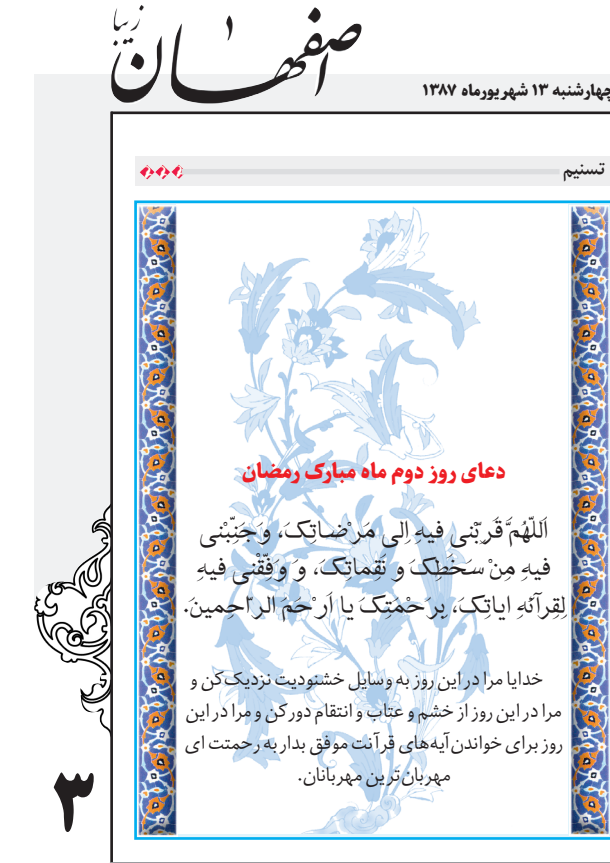 اصفهان زیبا
چهارشنبه ۱۳ شهریورماه ۱۳۸۷
تسنیم
دعای روز دوم ماه مبارک رمضان
اَللّهُمَّ قَرِّبْنی فیهِ اِلی مَرْضاتِکَ، وَجَنِّبْنی
فیهِ مِنْ سَخَطِکَ وَ نَقِماتِکَ، وَ وَفِّقْنی فیهِ
لِقِرآئَهِ ایاتِکَ، بِرَحْمَتِکَ یا اَرْحَمَ الرّاحِمینَ.
خدایا مرا در این روز به وسایل خشنودیت نزدیک کن و
مرا در این روز از خشم و عتاب و انتقام دور کن و مرا در این
روز برای خواندن آیه‌های قرآنت موفق بدار به رحمتت ای
مهربان ترین مهربانان.
۳